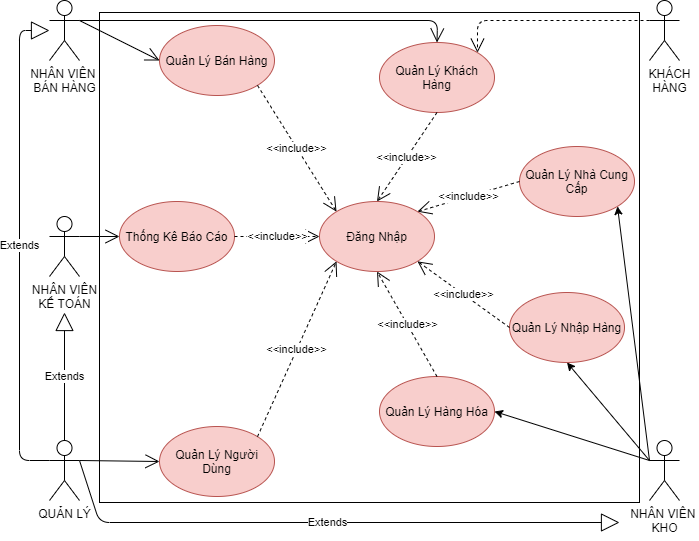 NHÂN VIÊN
BÁN HÀNG
Quản Lý Bán Hàng
Quản Lý Khách
Hàng
KHÁCH
HÀNG
Extends
<<include>>
<<include>>
Quản Lý Nhà Cung
Cấp
<<include>>
NHÂN VIÊN
KẾ TOÁN
Thống Kê Báo Cáo
<<include>>
Đăng Nhập
<<include>>
Quản Lý Nhập Hàng
<<include>>
<<include>>
Extends
Quản Lý Hàng Hóa
Quản Lý Người
Dùng
QUẢN LÝ
NHÂN VIÊN
KHO
Extends